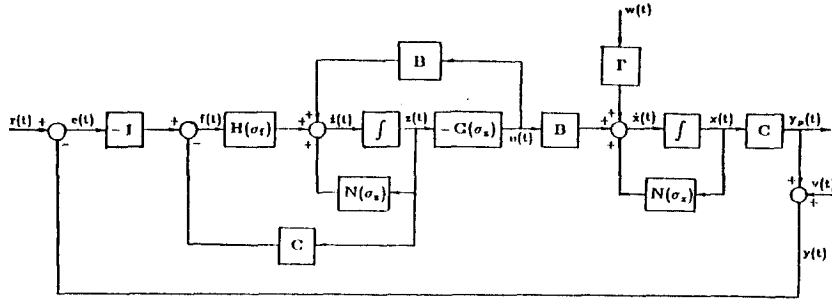 w(t)
B
Γ
r(t) + e(t) - I + f(t) H(σ_f) + + ż(t) ∫ z(t) -G(σ_z) u(t) B + + ẋ(t) ∫ x(t) C y_p(t)
- - + + + v(t) +
N(σ_z) N(σ_x)
C
y(t)